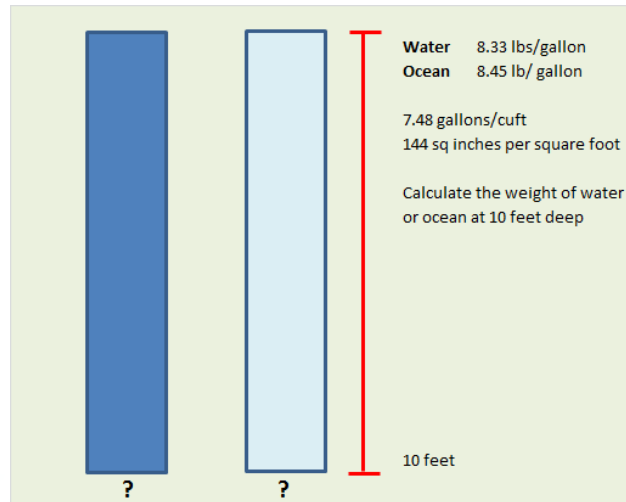 Water 8.33 lbs/gallon
Ocean 8.45 lb/ gallon
7.48 gallons/cuft
144 sq inches per square foot
Calculate the weight of water
or ocean at 10 feet deep
10 feet
? ?